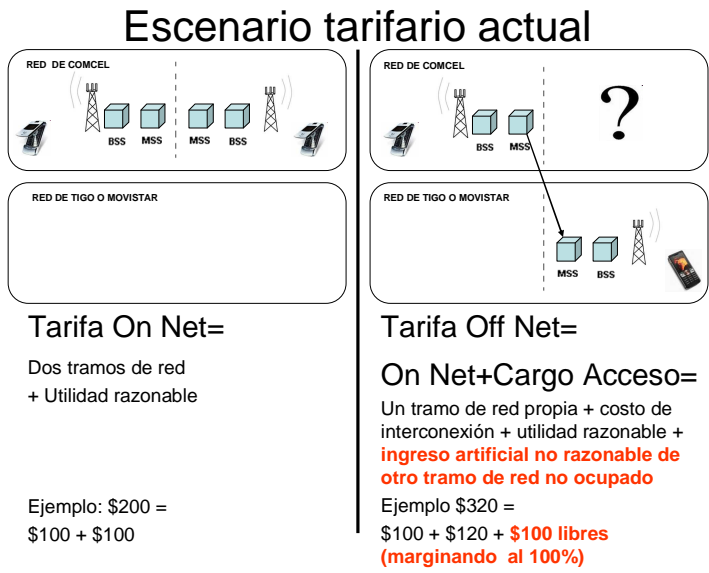 Escenario tarifario actual
RED DE COMCEL
BSS MSS MSS BSS
RED DE TIGO O MOVISTAR
Tarifa On Net=
Dos tramos de red
+ Utilidad razonable
Ejemplo: $200 =
$100 + $100
RED DE COMCEL
?
BSS MSS
RED DE TIGO O MOVISTAR
MSS BSS
Tarifa Off Net=
On Net+Cargo Acceso=
Un tramo de red propia + costo de
interconexión + utilidad razonable +
ingreso artificial no razonable de
otro tramo de red no ocupado
Ejemplo $320 =
$100 + $120 + $100 libres
(marginando al 100%)